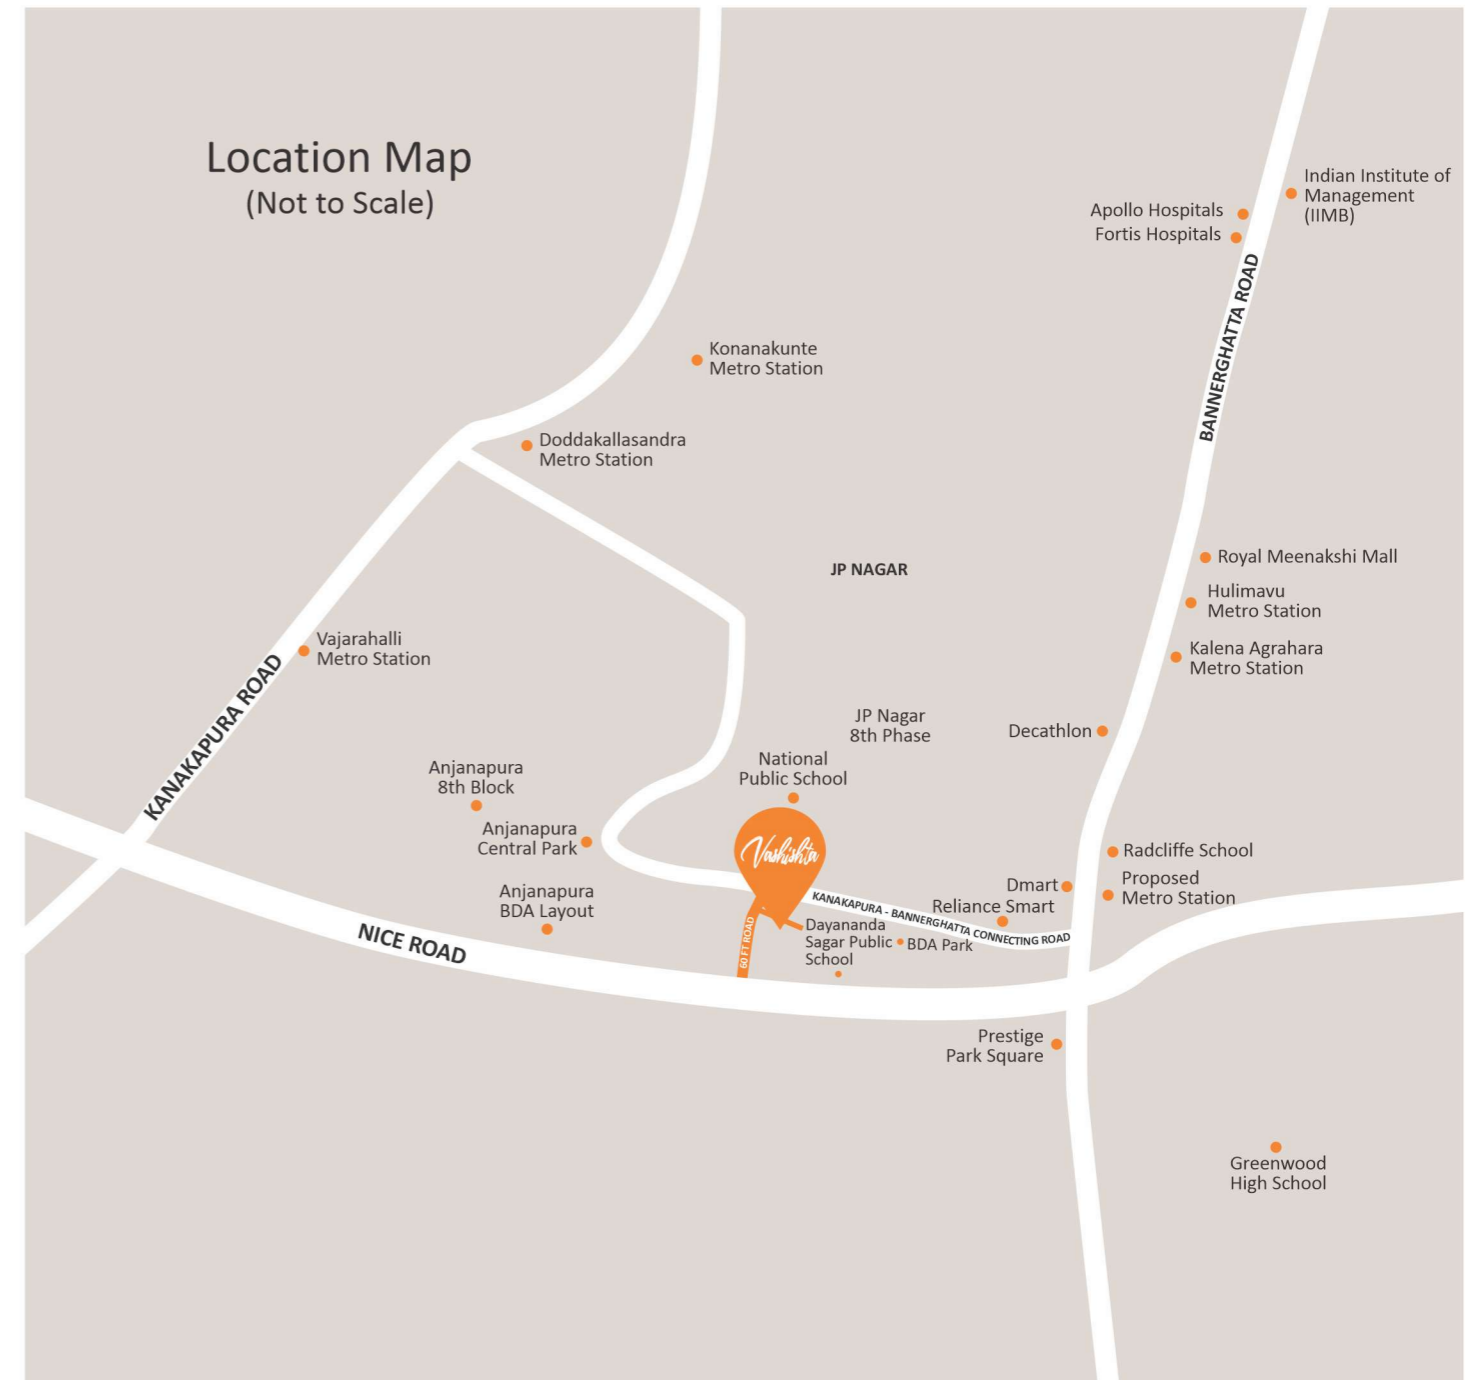 Location Map
(Not to Scale)
Indian Institute of
Management
(IIMB)
Apollo Hospitals
Fortis Hospitals
BANNERGHATTA ROAD
Konanakunte
Metro Station
Doddakallasandra
Metro Station
JP NAGAR
Royal Meenakshi Mall
Hulimavu
Metro Station
Kalena Agrahara
Metro Station
Vajarahalli
Metro Station
KANAKAPURA ROAD
JP Nagar
8th Phase
Decathlon
National
Public School
Anjanapura
8th Block
Anjanapura
Central Park
Vashishta
Radcliffe School
Proposed
Metro Station
Dmart
Reliance Smart
Anjanapura
BDA Layout
KANAKAPURA - BANNERGHATTA CONNECTING ROAD
NICE ROAD
60 FT ROAD
Dayananda
Sagar Public
School
BDA Park
Prestige
Park Square
Greenwood
High School